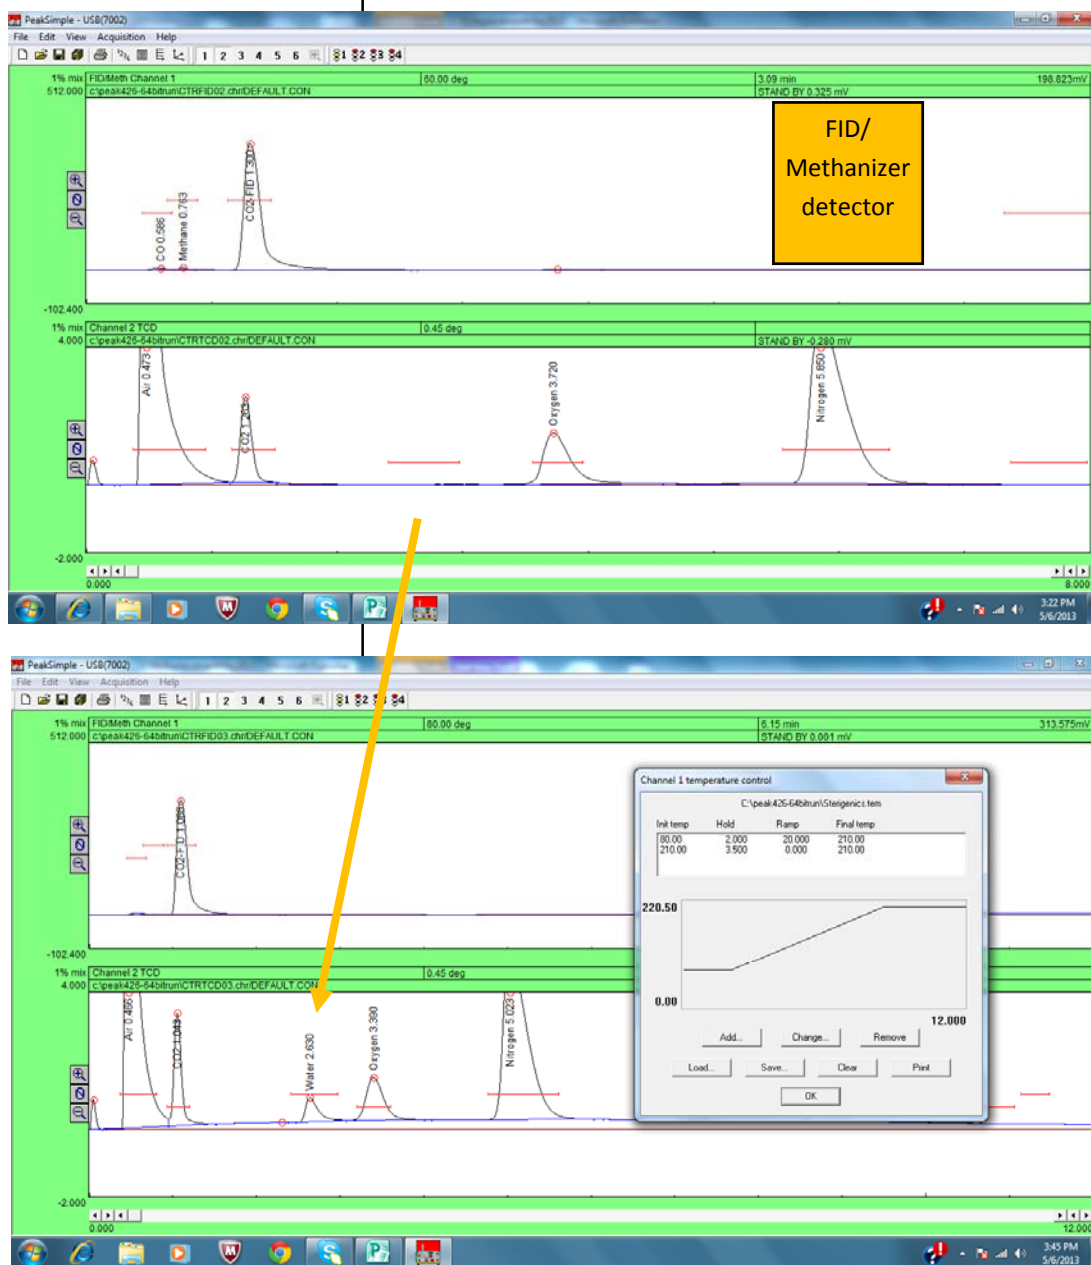 PeakSimple - USB(7002)
File Edit View Acquisition Help
1 2 3 4 5 6 1 2 3 4
1% mix FID/Meth Channel 1 60.00 deg 3.09 min 198.823mV
512.000 c:\peak426-64bitrun\CTRFID02.chr/DEFAULT.CON STAND BY 0.325 mV
FID/
Methanizer
detector
CO 0.586
Methane 0.763
CO2-FID 1.300
-102.400
1% mix Channel 2 TCD 0.45 deg
4.000 c:\peak426-64bitrun\CTRTCD02.chr/DEFAULT.CON STAND BY -0.280 mV
Air 0.473
CO2 1.263
Oxygen 3.720
Nitrogen 5.850
-2.000
0.000 8.000
3:22 PM
5/6/2013
PeakSimple - USB(7002)
File Edit View Acquisition Help
1 2 3 4 5 6 1 2 3 4
1% mix FID/Meth Channel 1 80.00 deg 6.15 min 313.575mV
512.000 c:\peak426-64bitrun\CTRFID03.chr/DEFAULT.CON STAND BY 0.001 mV
CO2-FID 1.086
-102.400
1% mix Channel 2 TCD 0.45 deg
4.000 c:\peak426-64bitrun\CTRTCD03.chr/DEFAULT.CON
Air 0.466
CO2 1.043
Water 2.630
Oxygen 3.390
Nitrogen 5.023
-2.000
0.000 12.000
Channel 1 temperature control
C:\peak426-64bitrun\Sterigenics.tem
Init temp Hold Ramp Final temp
80.00 2.000 20.000 210.00
210.00 3.500 0.000 210.00
220.50
0.00
12.000
Add... Change... Remove
Load... Save... Clear Print
OK
3:45 PM
5/6/2013